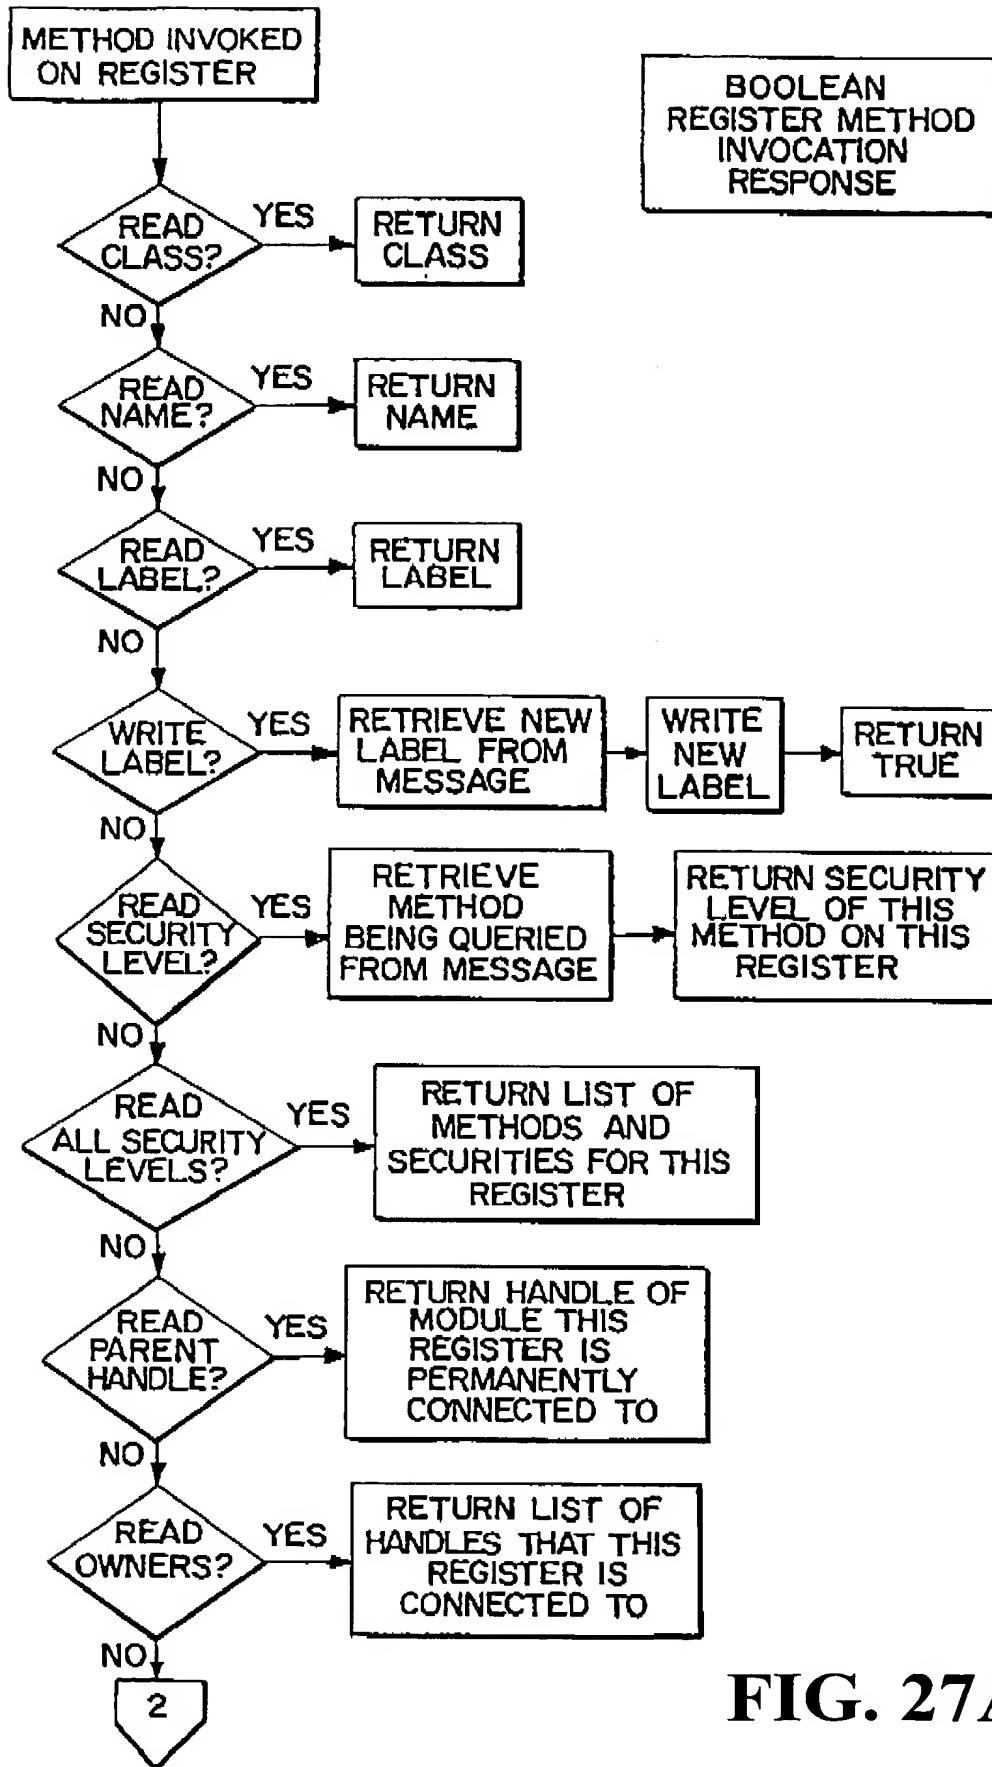 METHOD INVOKED
ON REGISTER
BOOLEAN
REGISTER METHOD
INVOCATION
RESPONSE
READ
CLASS?
YES
RETURN
CLASS
NO
READ
NAME?
YES
RETURN
NAME
NO
READ
LABEL?
YES
RETURN
LABEL
NO
WRITE
LABEL?
YES
RETRIEVE NEW
LABEL FROM
MESSAGE
WRITE
NEW
LABEL
RETURN
TRUE
NO
READ
SECURITY
LEVEL?
YES
RETRIEVE
METHOD
BEING QUERIED
FROM MESSAGE
RETURN SECURITY
LEVEL OF THIS
METHOD ON THIS
REGISTER
NO
READ
ALL SECURITY
LEVELS?
YES
RETURN LIST OF
METHODS AND
SECURITIES FOR THIS
REGISTER
NO
READ
PARENT
HANDLE?
YES
RETURN HANDLE OF
MODULE THIS
REGISTER IS
PERMANENTLY
CONNECTED TO
NO
READ
OWNERS?
YES
RETURN LIST OF
HANDLES THAT THIS
REGISTER IS
CONNECTED TO
NO
2
FIG. 27A